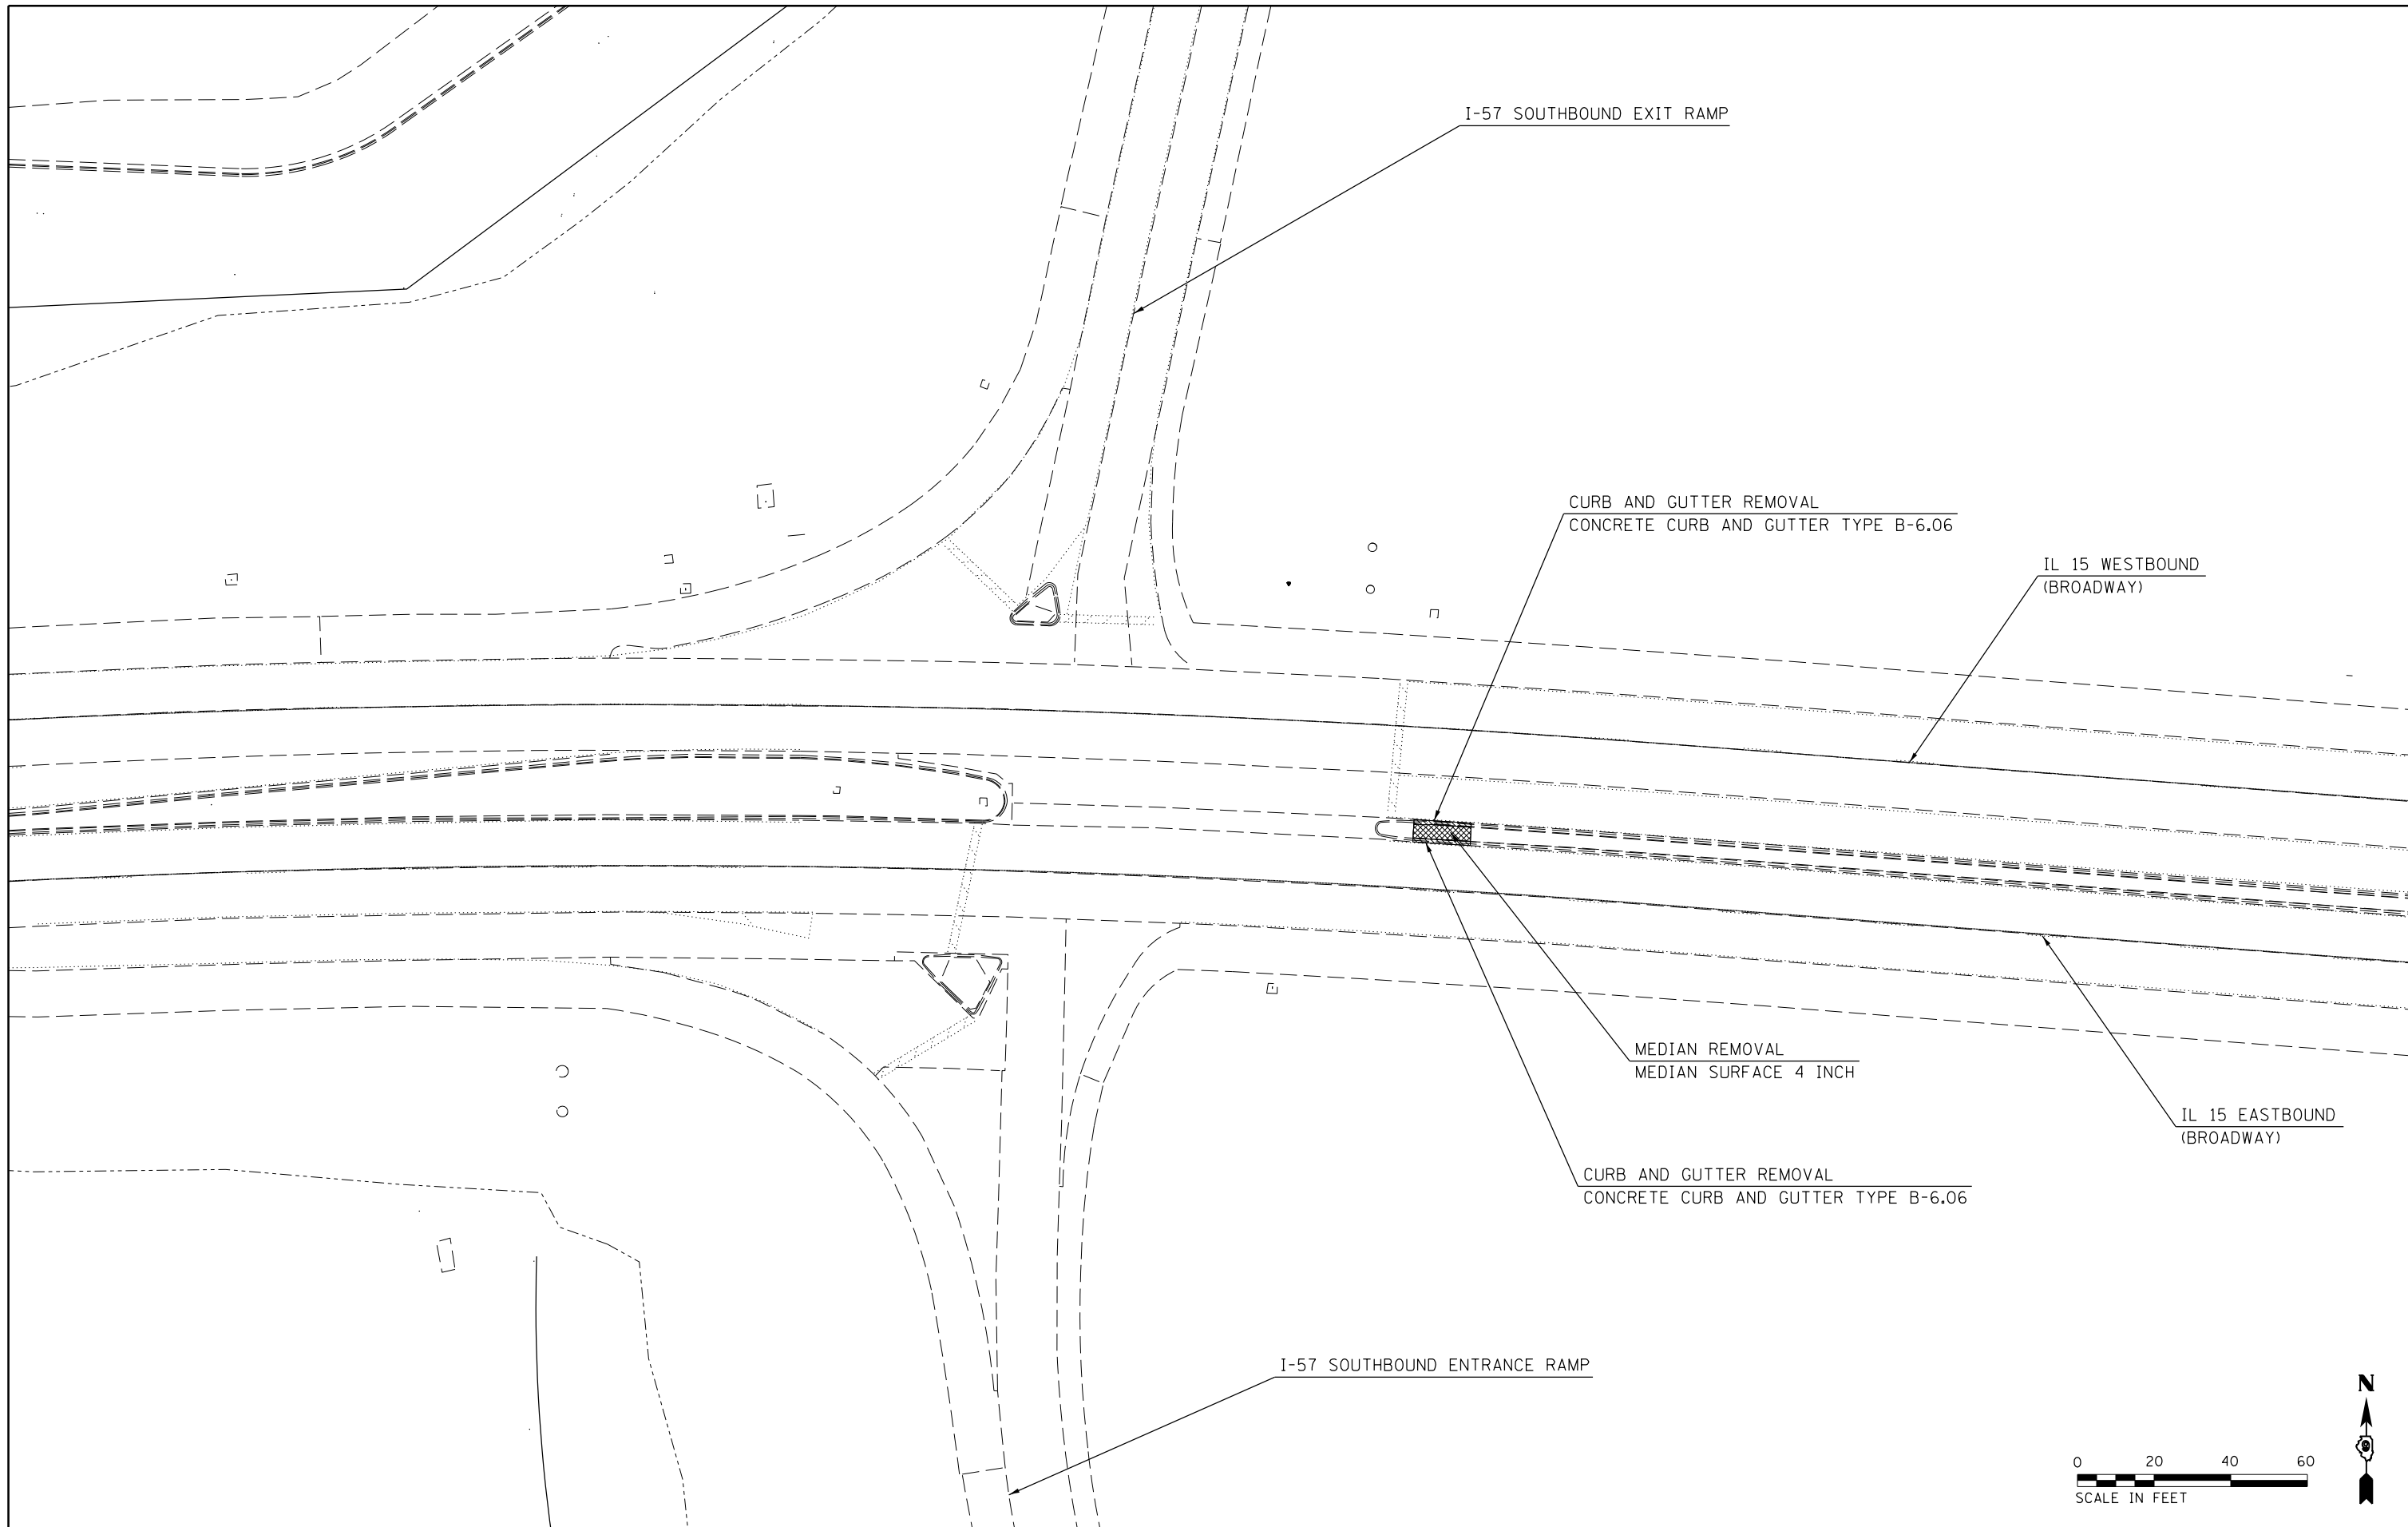 I-57 SOUTHBOUND EXIT RAMP
CURB AND GUTTER REMOVAL
CONCRETE CURB AND GUTTER TYPE B-6.06
IL 15 WESTBOUND
(BROADWAY)
MEDIAN REMOVAL
MEDIAN SURFACE 4 INCH
IL 15 EASTBOUND
(BROADWAY)
CURB AND GUTTER REMOVAL
CONCRETE CURB AND GUTTER TYPE B-6.06
I-57 SOUTHBOUND ENTRANCE RAMP
N
0 20 40 60
SCALE IN FEET